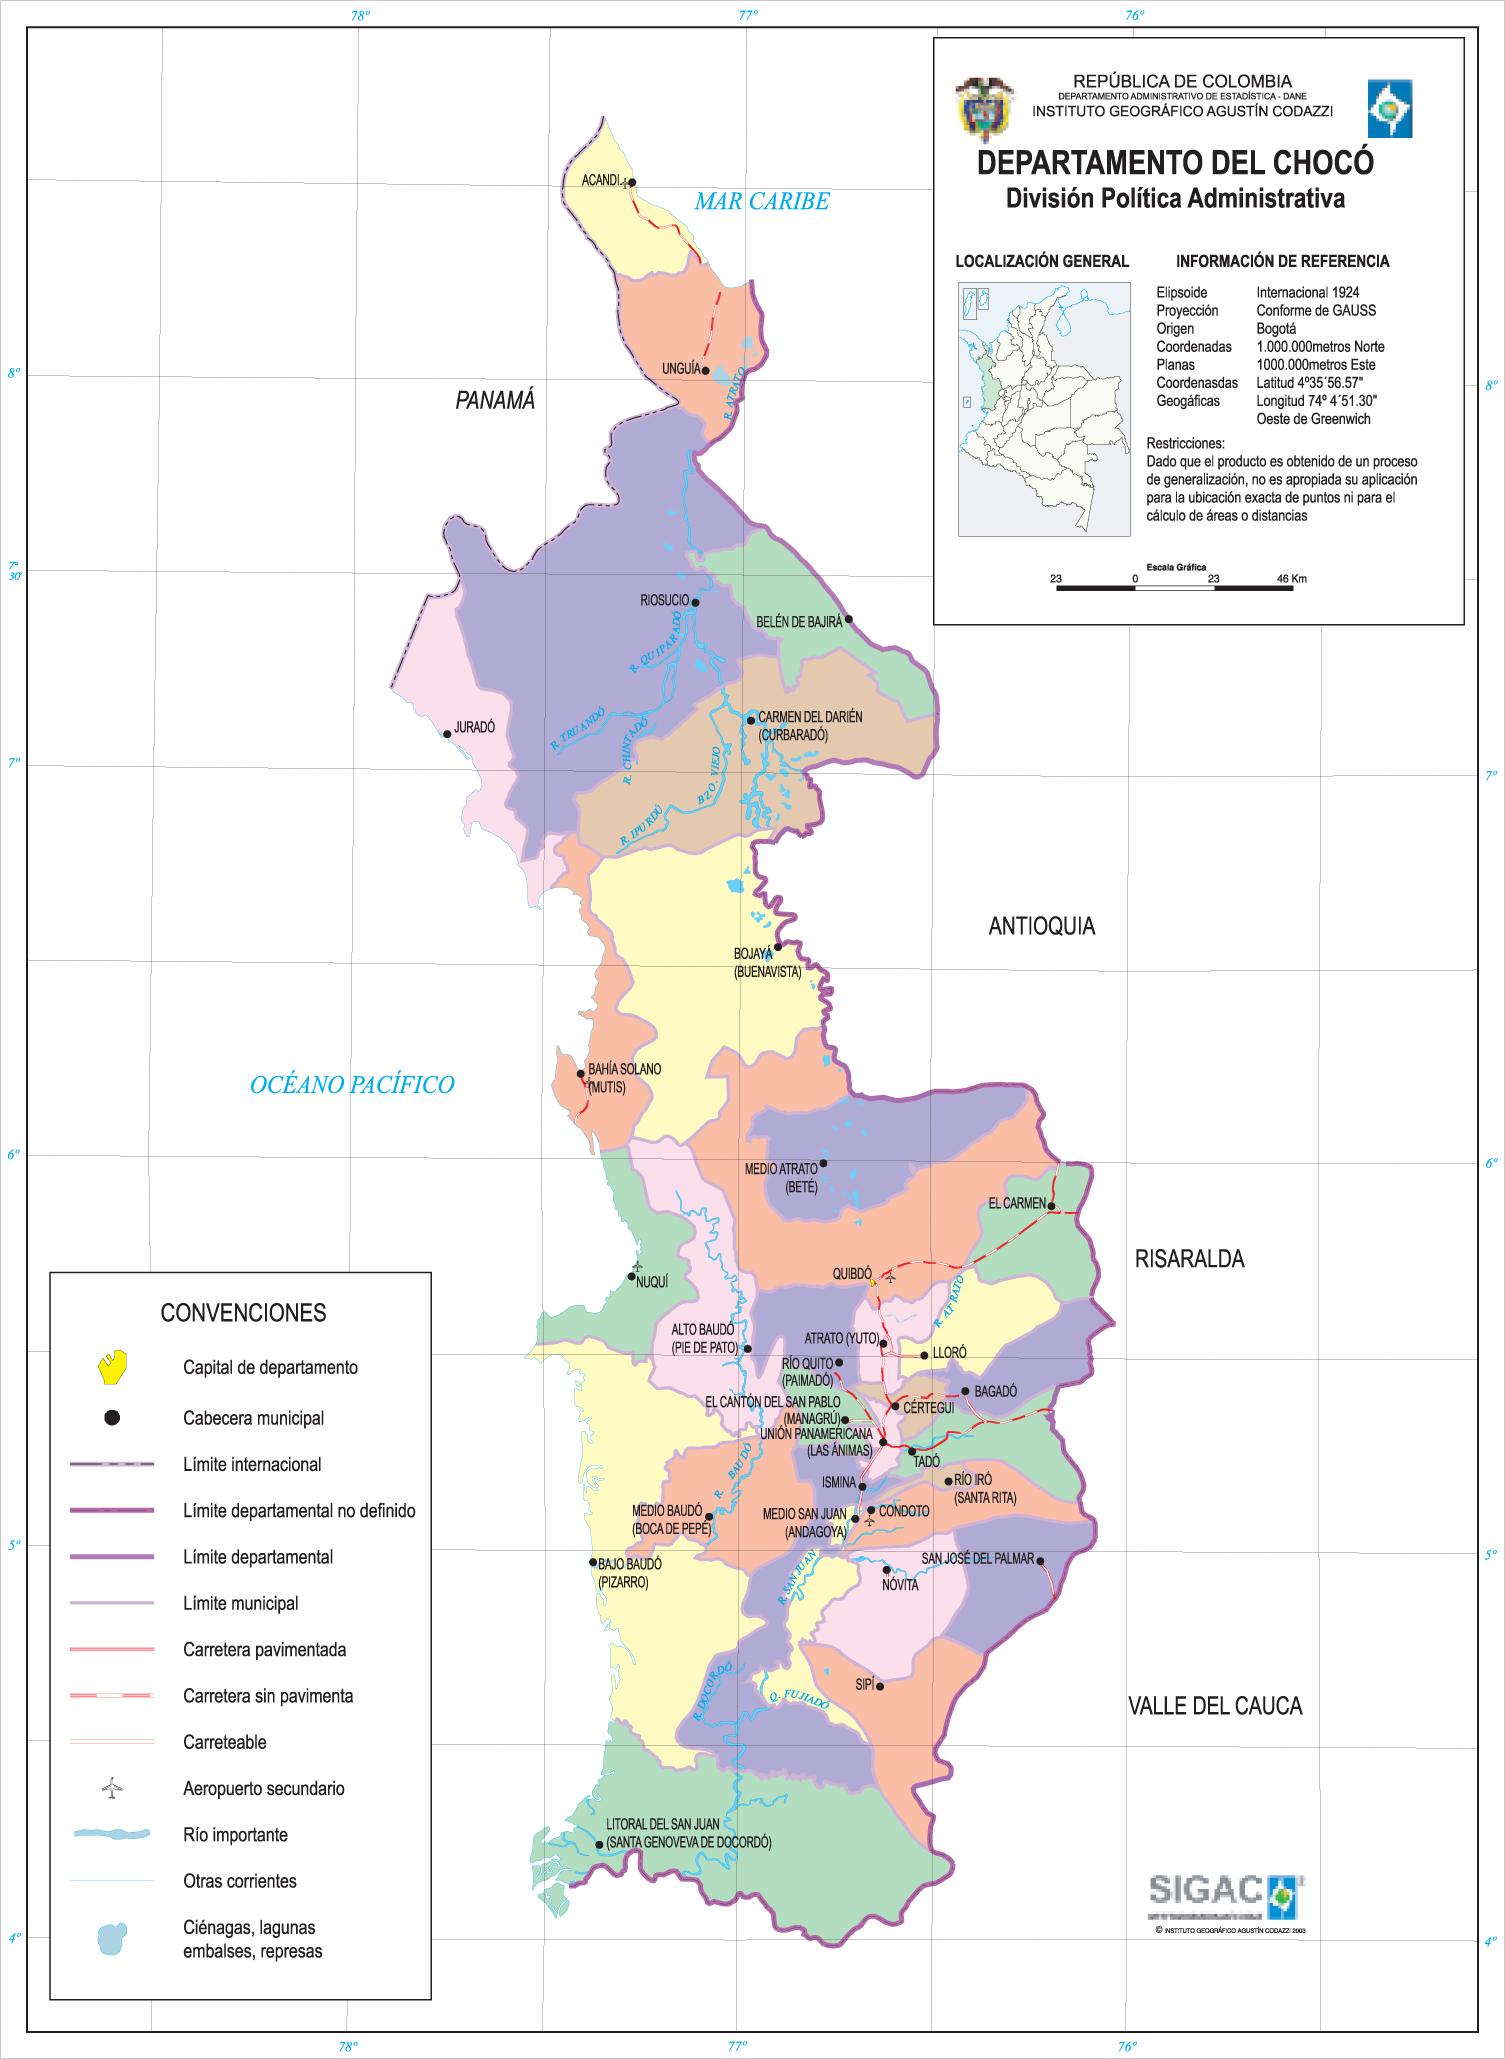 78º
77º
76º
REPÚBLICA DE COLOMBIA
DEPARTAMENTO ADMINISTRATIVO DE ESTADÍSTICA - DANE
INSTITUTO GEOGRÁFICO AGUSTÍN CODAZZI
DEPARTAMENTO DEL CHOCÓ
División Política Administrativa
LOCALIZACIÓN GENERAL
INFORMACIÓN DE REFERENCIA
Elipsoide Internacional 1924
Proyección Conforme de GAUSS
Origen Bogotá
Coordenadas 1.000.000metros Norte
Planas 1000.000metros Este
Coordenasdas Latitud 4º35´56.57"
Geogáficas Longitud 74º 4´51.30"
Oeste de Greenwich
Restricciones:
Dado que el producto es obtenido de un proceso
de generalización, no es apropiada su aplicación
para la ubicación exacta de puntos ni para el
cálculo de áreas o distancias
Escala Gráfica
23 0 23 46 Km
ACANDI
MAR CARIBE
UNGUÍA
R. ATRATO
8º
8º
PANAMÁ
7º
30'
RIOSUCIO
BELÉN DE BAJIRÁ
R. QUIPARADÓ
JURADÓ
R. TRUANDÓ
R. CHINTADÓ
CARMEN DEL DARIÉN
(CURBARADÓ)
BZO. VIEJO
7º
7º
R. IPURDÚ
ANTIOQUIA
BOJAYÁ
(BUENAVISTA)
OCÉANO PACÍFICO
BAHÍA SOLANO
(MUTIS)
6º
6º
MEDIO ATRATO
(BETÉ)
EL CARMEN
RISARALDA
QUIBDÓ
NUQUÍ
R. ATRATO
ALTO BAUDÓ
(PIE DE PATO)
ATRATO (YUTO)
LLORÓ
RÍO QUITO
(PAIMADÓ)
BAGADÓ
EL CANTÓN DEL SAN PABLO
(MANAGRÚ)
CÉRTEGUI
UNIÓN PANAMERICANA
(LAS ÁNIMAS)
TADÓ
R. BAUDÓ
ISMINA
RÍO IRÓ
(SANTA RITA)
MEDIO BAUDÓ
(BOCA DE PEPÉ)
MEDIO SAN JUAN
(ANDAGOYA)
CONDOTO
5º
5º
BAJO BAUDÓ
(PIZARRO)
R. SAN JUAN
SAN JOSÉ DEL PALMAR
NÓVITA
SIPÍ
R. DOCORDÓ
Q. FUJIADÓ
VALLE DEL CAUCA
LITORAL DEL SAN JUAN
(SANTA GENOVEVA DE DOCORDÓ)
4º
4º
CONVENCIONES
Capital de departamento
Cabecera municipal
Límite internacional
Límite departamental no definido
Límite departamental
Límite municipal
Carretera pavimentada
Carretera sin pavimenta
Carreteable
Aeropuerto secundario
Río importante
Otras corrientes
Ciénagas, lagunas
embalses, represas
SIGAC
© INSTITUTO GEOGRÁFICO AGUSTÍN CODAZZI 2003
78º
77º
76º